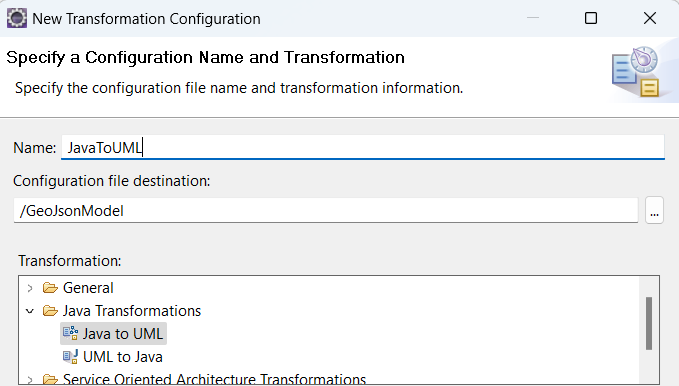 New Transformation Configuration
Specify a Configuration Name and Transformation
Specify the configuration file name and transformation information.
Name: JavaToUML
Configuration file destination:
/GeoJsonModel
...
Transformation:
General
Java Transformations
Java to UML
UML to Java
Service Oriented Architecture Transformations